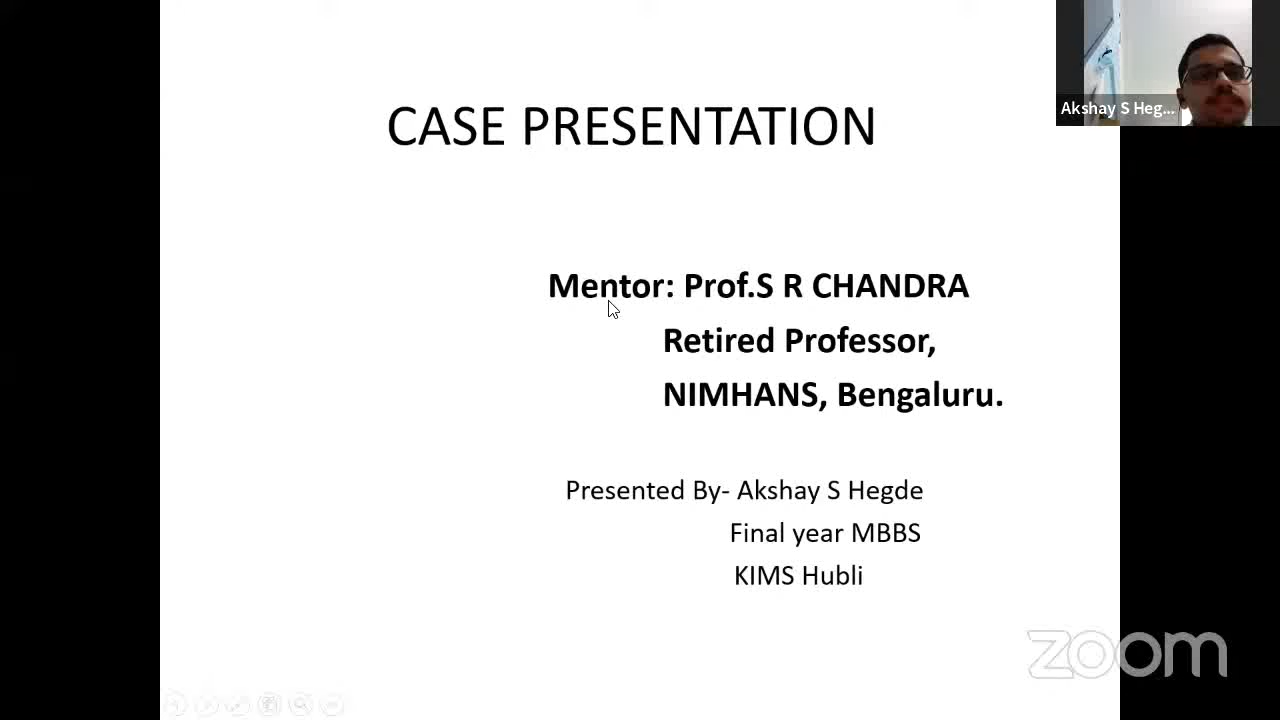 CASE PRESENTATION
Akshay S Heg...
Mentor: Prof.S R CHANDRA
Retired Professor,
NIMHANS, Bengaluru.
Presented By- Akshay S Hegde
Final year MBBS
KIMS Hubli
zoom